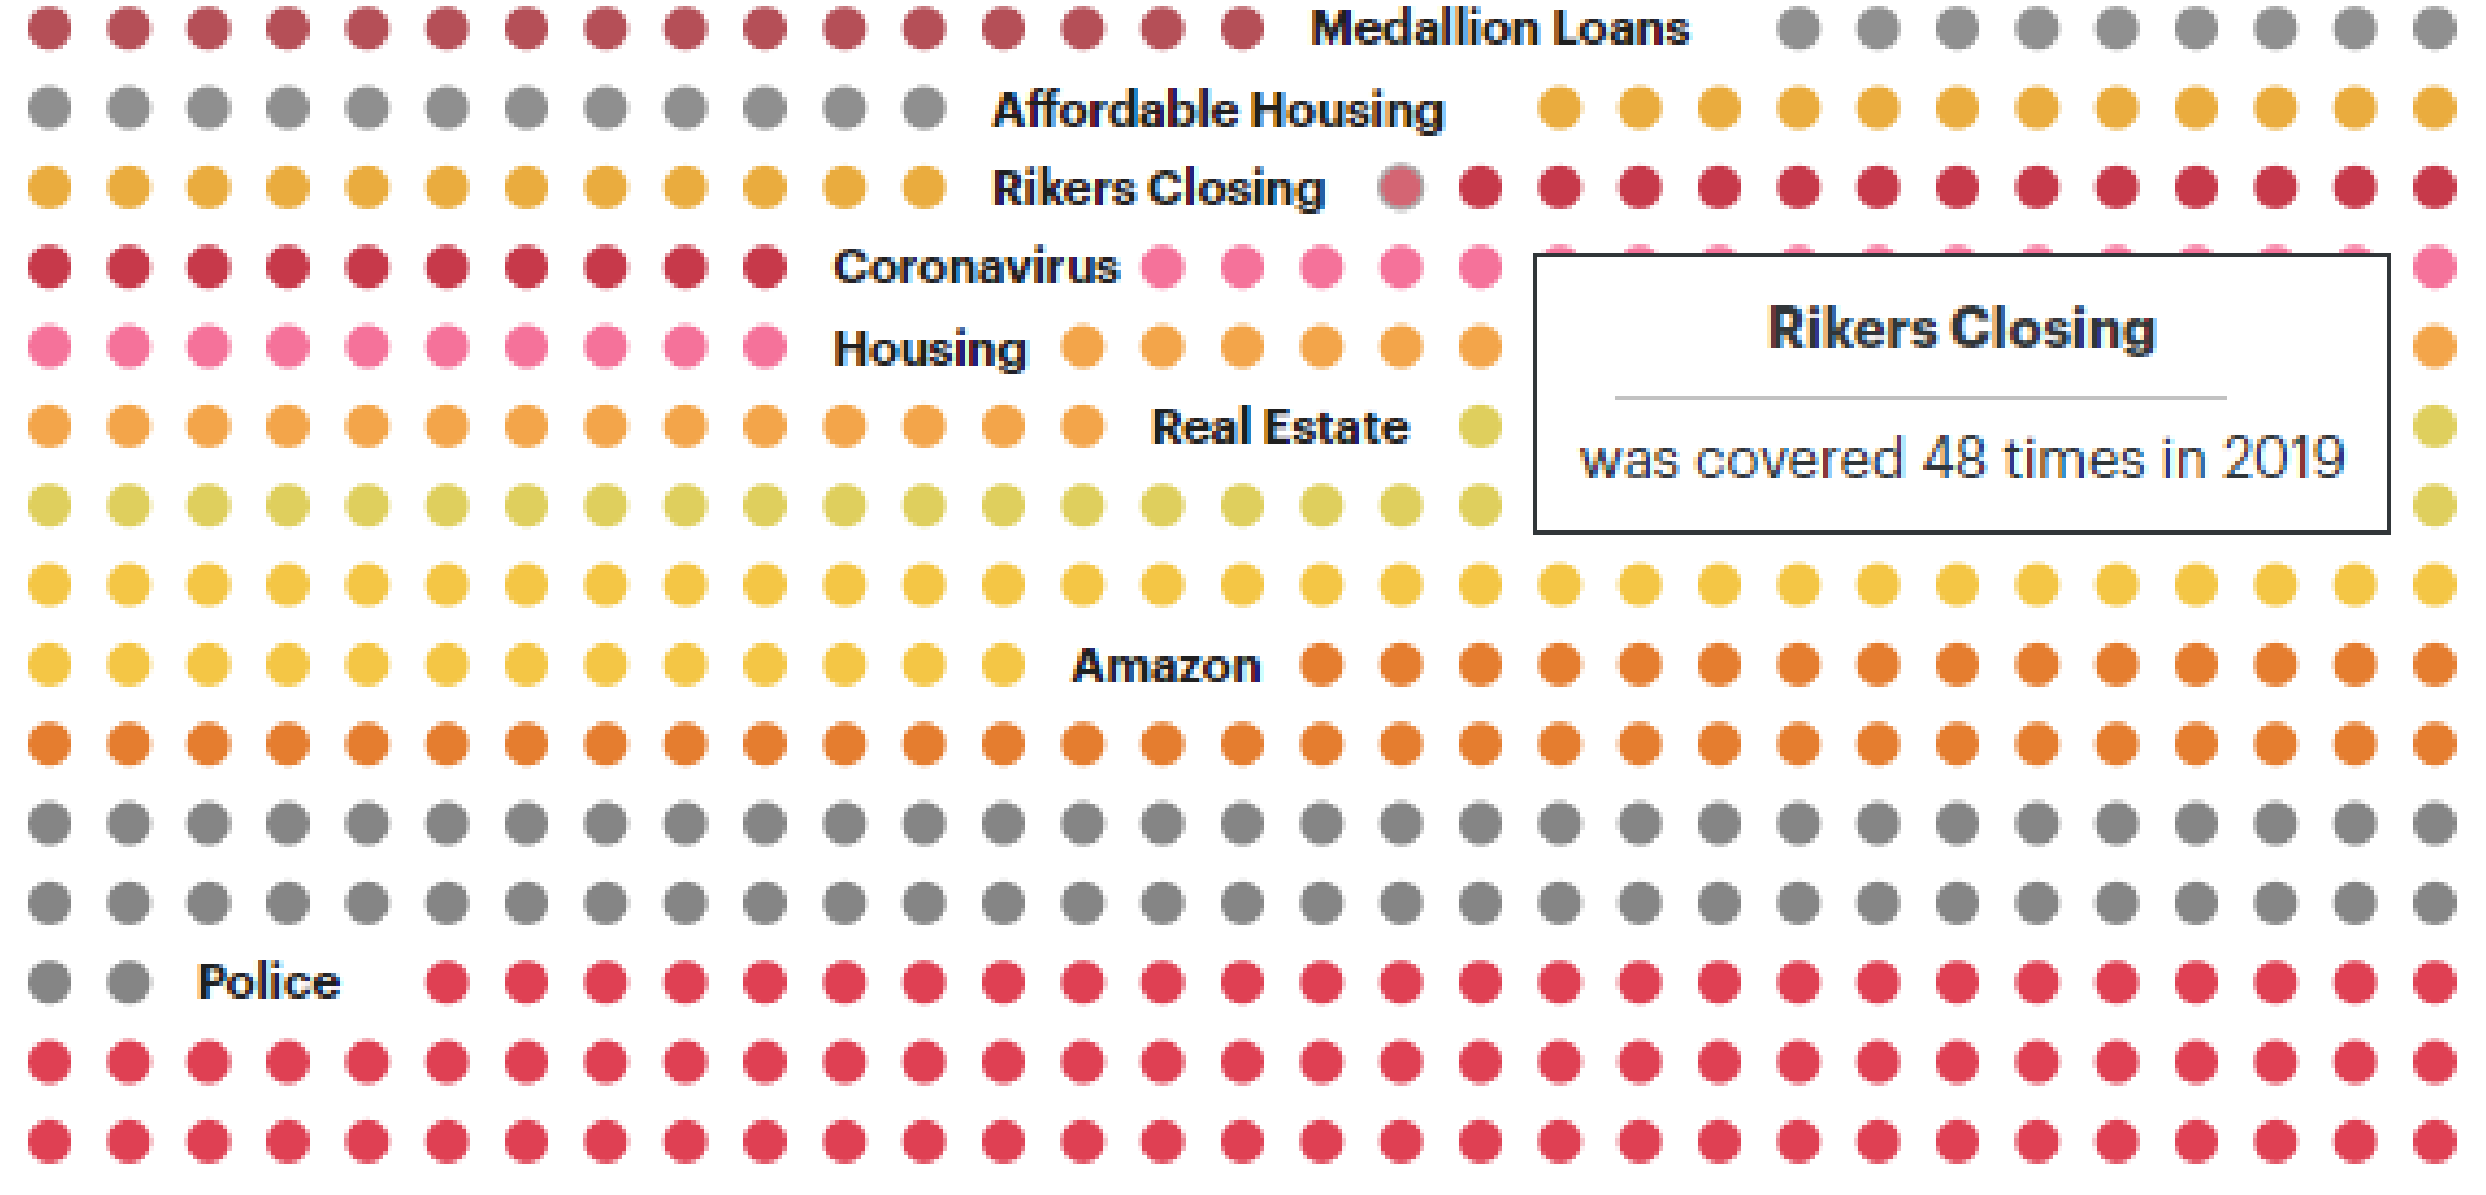 Medallion Loans
Affordable Housing
Rikers Closing
Coronavirus
Housing
Rikers Closing
was covered 48 times in 2019
Real Estate
Amazon
Police